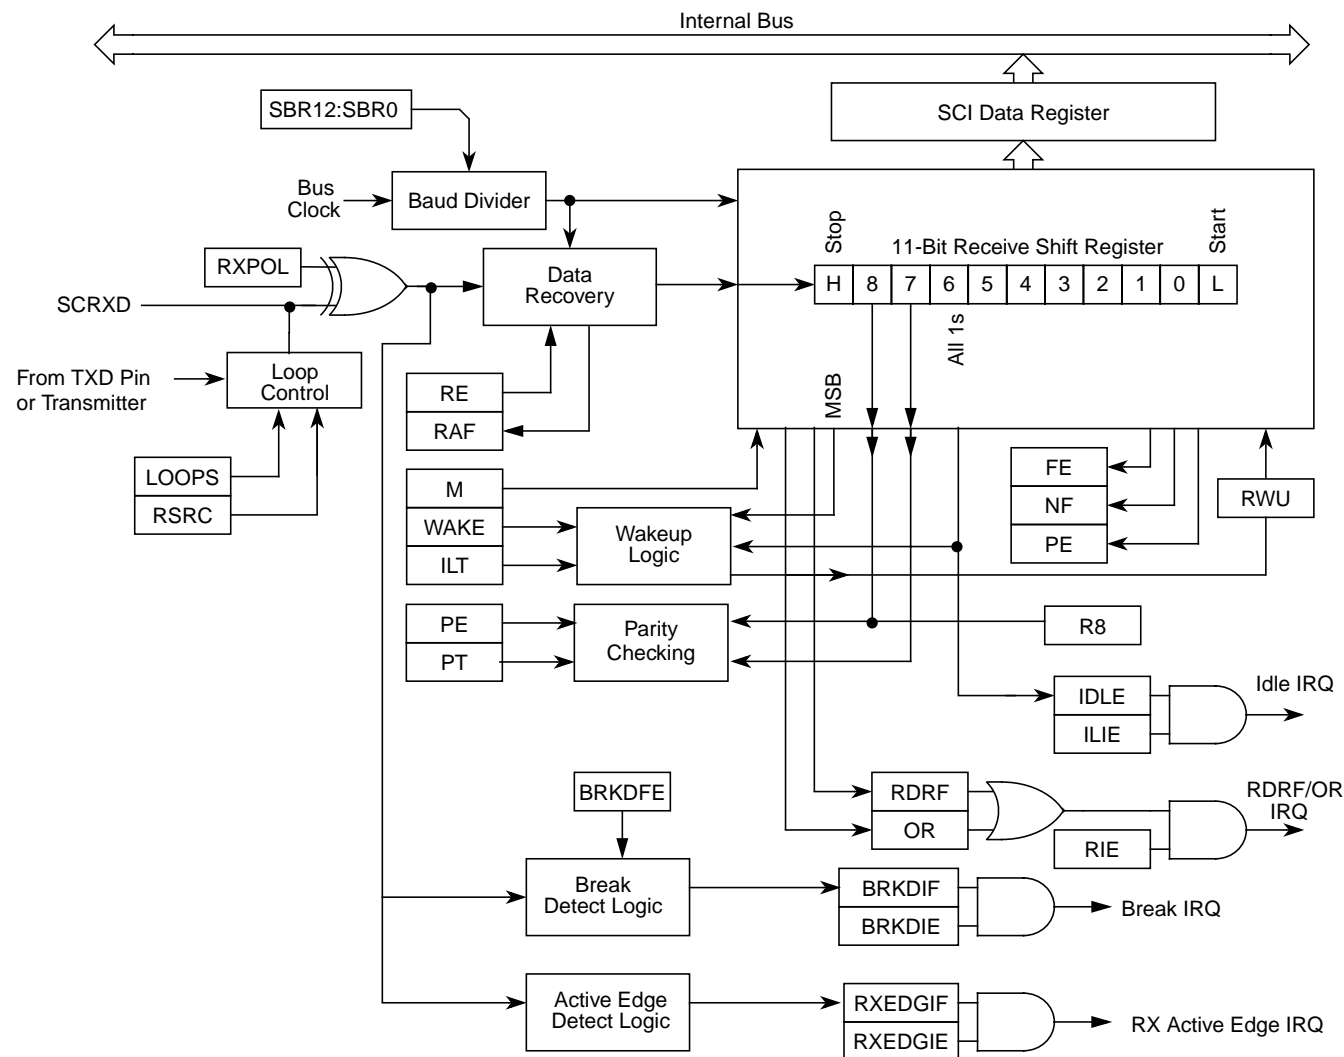 Internal Bus
SBR12:SBR0
SCI Data Register
Bus
Clock
Baud Divider
Stop
11-Bit Receive Shift Register
Start
RXPOL
Data
Recovery
H 8 7 6 5 4 3 2 1 0 L
SCRXD
All 1s
From TXD Pin
or Transmitter
Loop
Control
RE
RAF
MSB
LOOPS
RSRC
M
WAKE
ILT
Wakeup
Logic
FE
NF
PE
RWU
PE
PT
Parity
Checking
R8
IDLE
ILIE
Idle IRQ
BRKDFE
RDRF
OR
RIE
RDRF/OR
IRQ
Break
Detect Logic
BRKDIF
BRKDIE
Break IRQ
Active Edge
Detect Logic
RXEDGIF
RXEDGIE
RX Active Edge IRQ